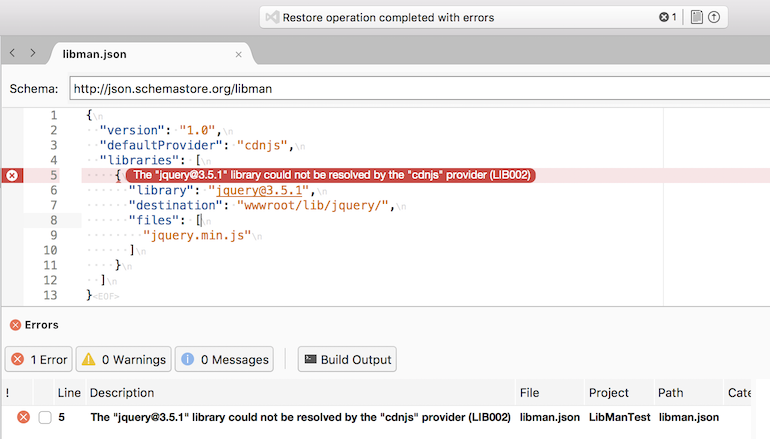 Restore operation completed with errors
1
libman.json
Schema: http://json.schemastore.org/libman
1 {\n
2 "version": "1.0",\n
3 "defaultProvider": "cdnjs",\n
4 "libraries": [\n
5 { The "jquery@3.5.1" library could not be resolved by the "cdnjs" provider (LIB002)
6 "library": "jquery@3.5.1",\n
7 "destination": "wwwroot/lib/jquery/",\n
8 "files": [\n
9 "jquery.min.js"\n
10 ]\n
11 }\n
12 ]\n
13 }<EOF>
Errors
1 Error 0 Warnings 0 Messages Build Output
! Line Description File Project Path Cate
5 The "jquery@3.5.1" library could not be resolved by the "cdnjs" provider (LIB002) libman.json LibManTest libman.json